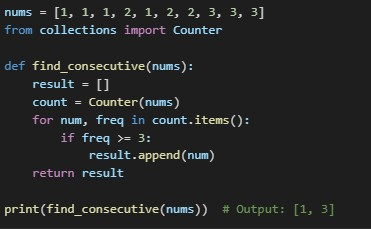 nums = [1, 1, 1, 2, 1, 2, 2, 3, 3, 3]
from collections import Counter

def find_consecutive(nums):
    result = []
    count = Counter(nums)
    for num, freq in count.items():
        if freq >= 3:
            result.append(num)
    return result

print(find_consecutive(nums))  # Output: [1, 3]